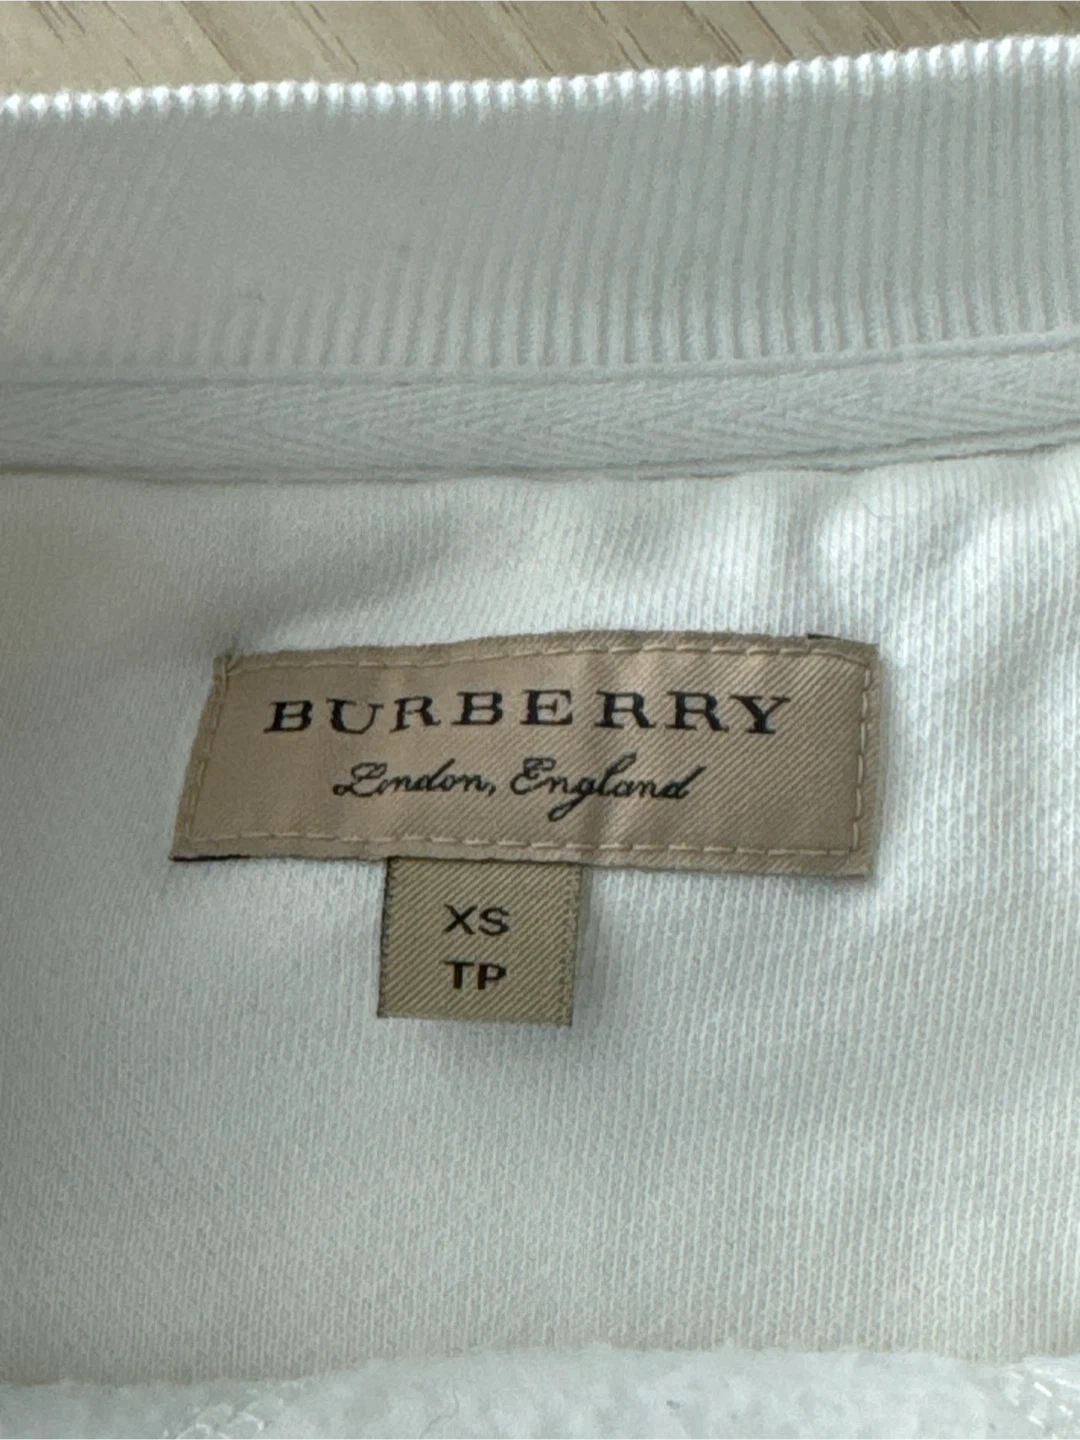 BURBERRY
London, England
XS
TP